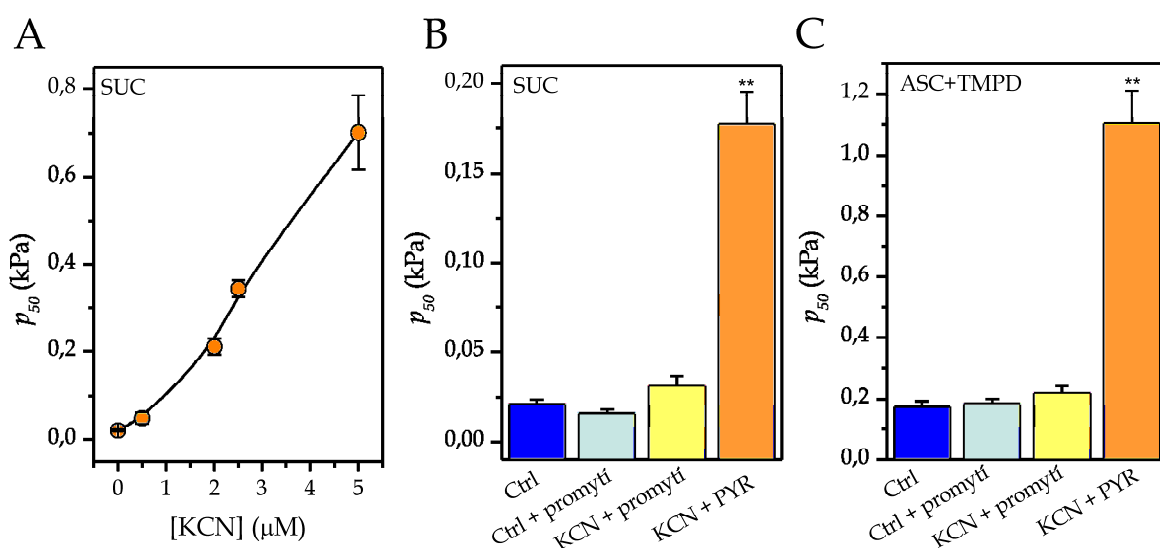 A
B
C
SUC
SUC
ASC+TMPD
**
**
p50 (kPa)
0,8
0,6
0,4
0,2
0,0
0
1
2
3
4
5
[KCN] (µM)
p50 (kPa)
0,20
0,15
0,10
0,05
0,00
Ctrl
Ctrl + promytí
KCN + promytí
KCN + PYR
p50 (kPa)
1,2
1,0
0,8
0,6
0,4
0,2
0,0
Ctrl
Ctrl + promytí
KCN + promytí
KCN + PYR